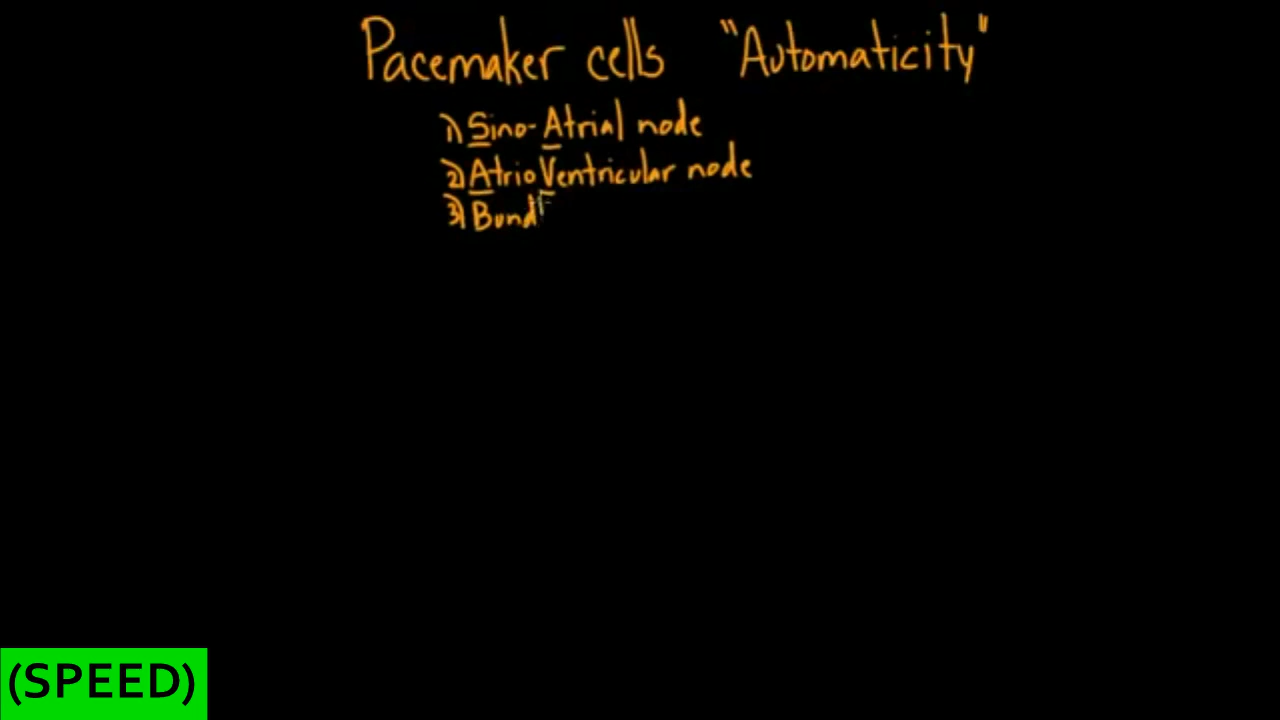 Pacemaker cells "Automaticity"
1) Sino-Atrial node
2) AtrioVentricular node
3) Bund
(SPEED)